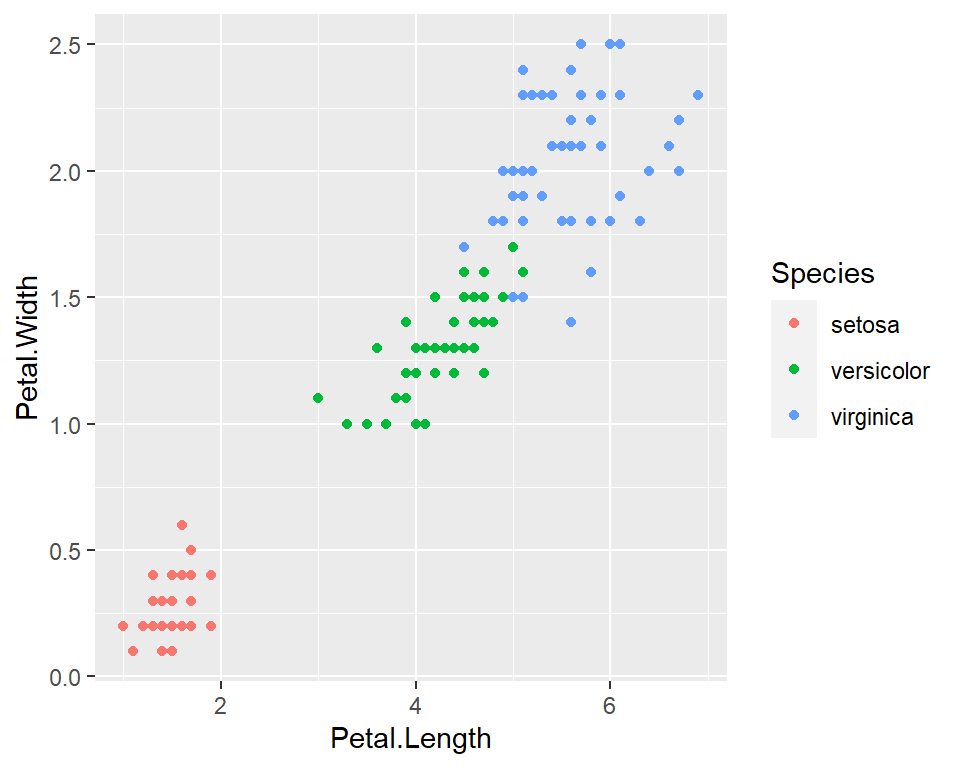 2.5
2.0
1.5
1.0
0.5
0.0
Petal.Width
2 4 6
Petal.Length
Species
setosa
versicolor
virginica